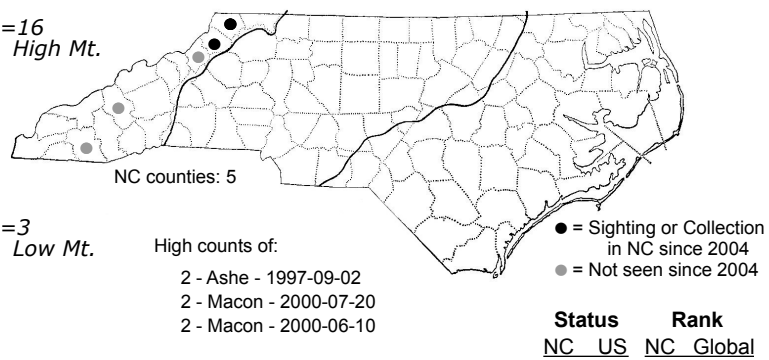 =16
High Mt.
NC counties: 5
=3
Low Mt.
High counts of:
2 - Ashe - 1997-09-02
2 - Macon - 2000-07-20
2 - Macon - 2000-06-10
● = Sighting or Collection
in NC since 2004
● = Not seen since 2004
Status Rank
NC US NC Global